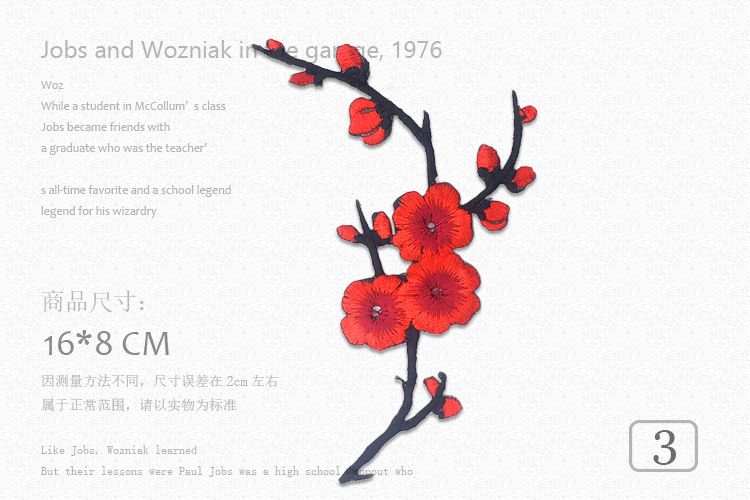 Jobs and Wozniak in the garage, 1976
Woz
While a student in McCollum’s class
Jobs became friends with
a graduate who was the teacher’
s all-time favorite and a school legend
legend for his wizardry
商品尺寸:
16*8 CM
因测量方法不同，尺寸误差在2cm左右
属于正常范围，请以实物为标准
Like Jobs, Wozniak learned
But their lessons were Paul Jobs was a high school dropout who
3